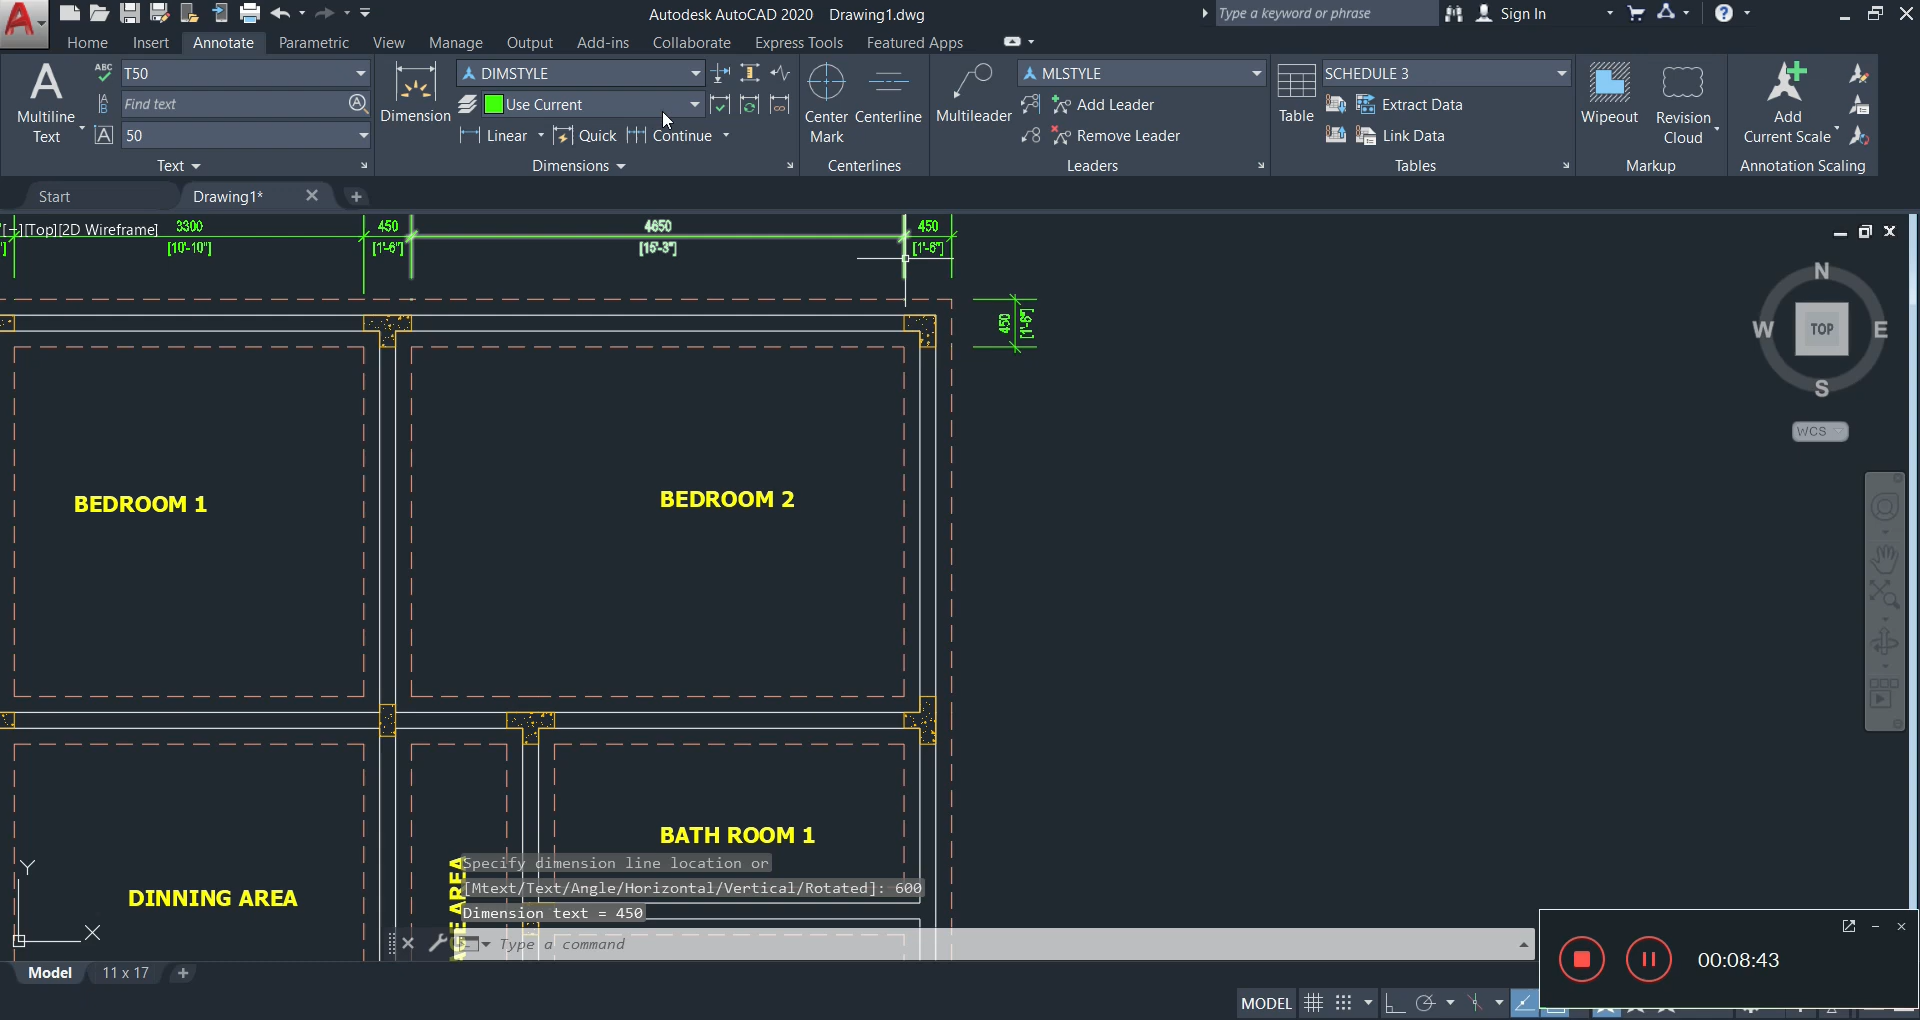 Autodesk AutoCAD 2020 Drawing1.dwg
Type a keyword or phrase
Sign In
Home Insert Annotate Parametric View Manage Output Add-ins Collaborate Express Tools Featured Apps
A
Multiline
Text
ABC
T50
Find text
50
Text
Dimension
DIMSTYLE
Use Current
Linear
Quick
Continue
Dimensions
Center
Mark
Centerline
Centerlines
Multileader
MLSTYLE
Add Leader
Remove Leader
Leaders
Table
SCHEDULE 3
Extract Data
Link Data
Tables
Wipeout
Revision
Cloud
Markup
Add
Current Scale
Annotation Scaling
Start
Drawing1*
[−][Top][2D Wireframe]
3300
[10'-10"]
450
[1'-6"]
4650
[15'-3"]
450
[1'-6"]
450
[1'-6"]
N
W
TOP
E
S
WCS
BEDROOM 1
BEDROOM 2
BATH ROOM 1
DINNING AREA
AREA
Y
X
Specify dimension line location or
[Mtext/Text/Angle/Horizontal/Vertical/Rotated]: 600
Dimension text = 450
Type a command
Model
11 x 17
00:08:43
MODEL